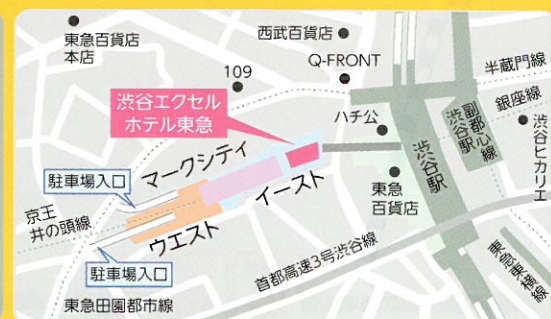 東急百貨店
本店
西武百貨店
Q-FRONT
109
半蔵門線
銀座線
渋谷エクセル
ホテル東急
ハチ公
渋谷駅
副都心線
渋谷駅
渋谷ヒカリエ
マークシティ
イースト
ウエスト
駐車場入口
東急
百貨店
京王
井の頭線
駐車場入口
首都高速3号渋谷線
東急東横線
東急田園都市線